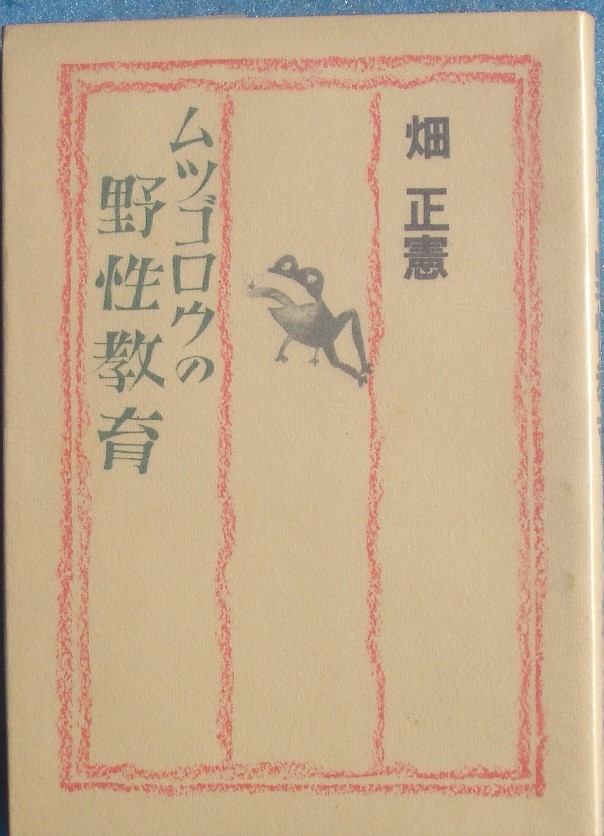 畑 正憲
ムツゴロウの
野性教育